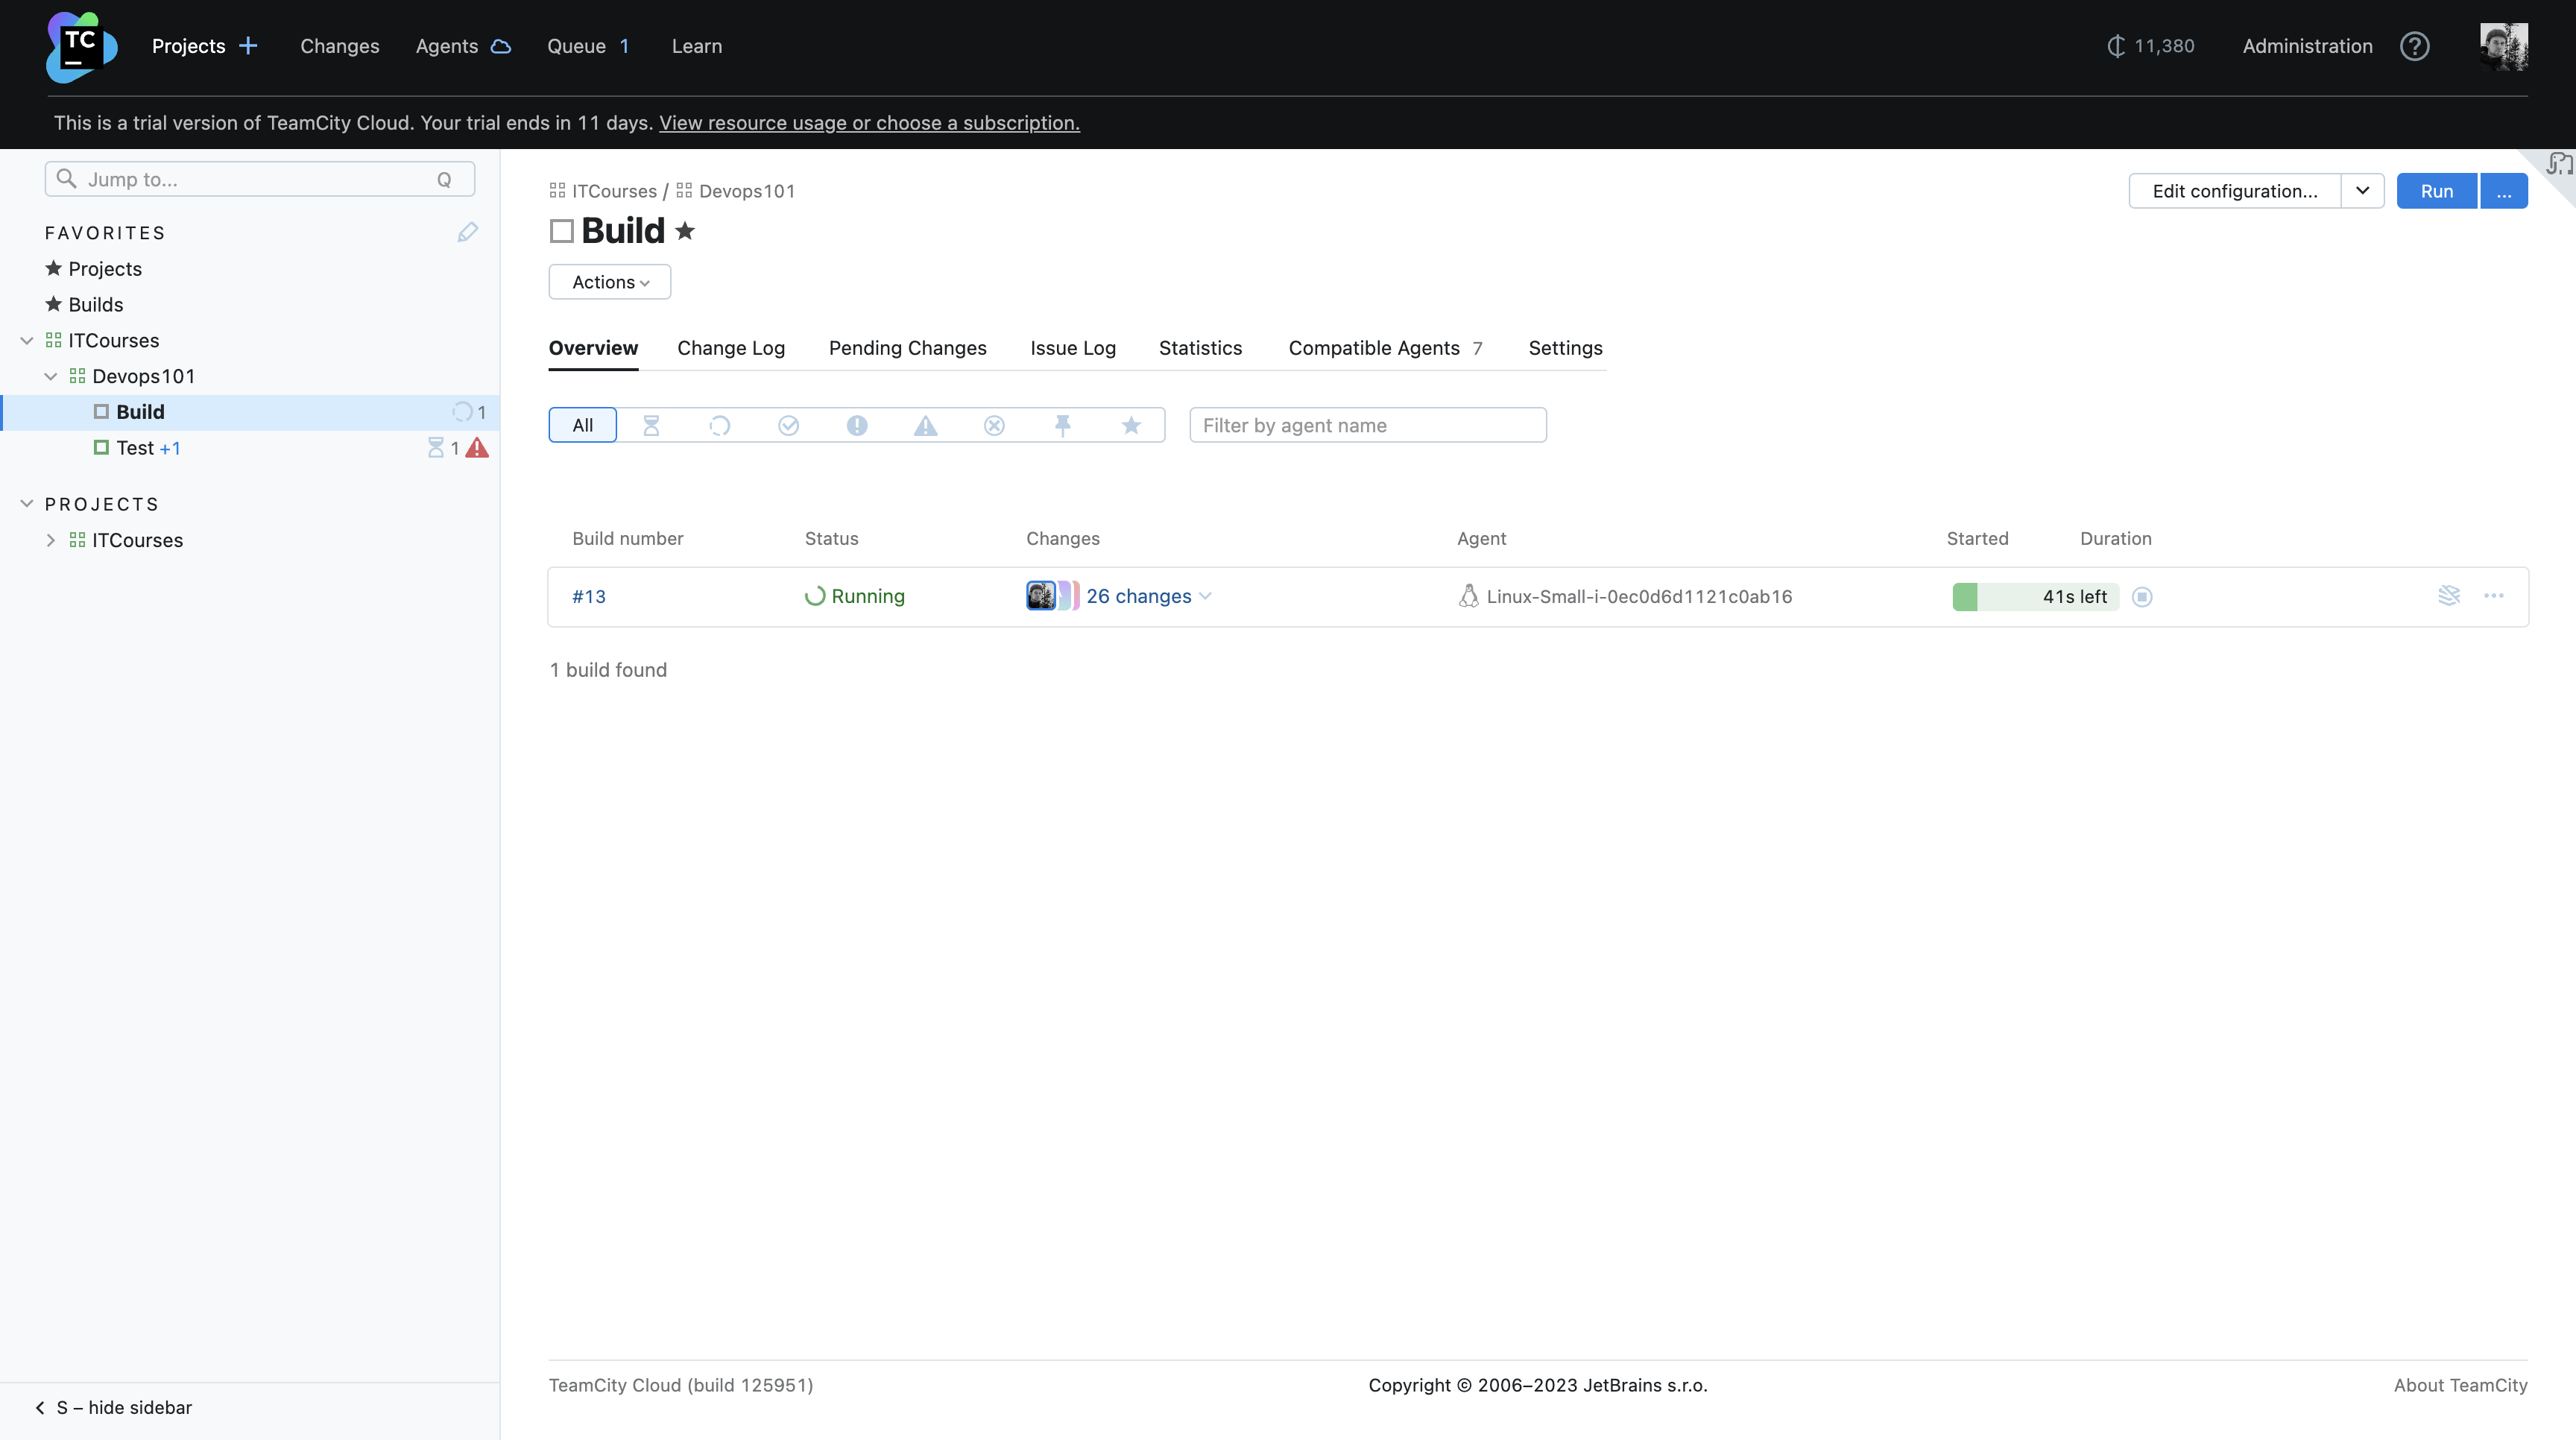 TC
Projects
Changes
Agents
Queue 1
Learn
11,380
Administration
?
This is a trial version of TeamCity Cloud. Your trial ends in 11 days. View resource usage or choose a subscription.
Jump to... Q
FAVORITES
Projects
Builds
ITCourses
Devops101
Build 1
Test +1 1
PROJECTS
ITCourses
S – hide sidebar
ITCourses / Devops101
Edit configuration...
Run ...
Build
Actions
Overview Change Log Pending Changes Issue Log Statistics Compatible Agents 7 Settings
All
Filter by agent name
Build number Status Changes Agent Started Duration
#13 Running 26 changes Linux-Small-i-0ec0d6d1121c0ab16 41s left
1 build found
TeamCity Cloud (build 125951) Copyright © 2006–2023 JetBrains s.r.o. About TeamCity